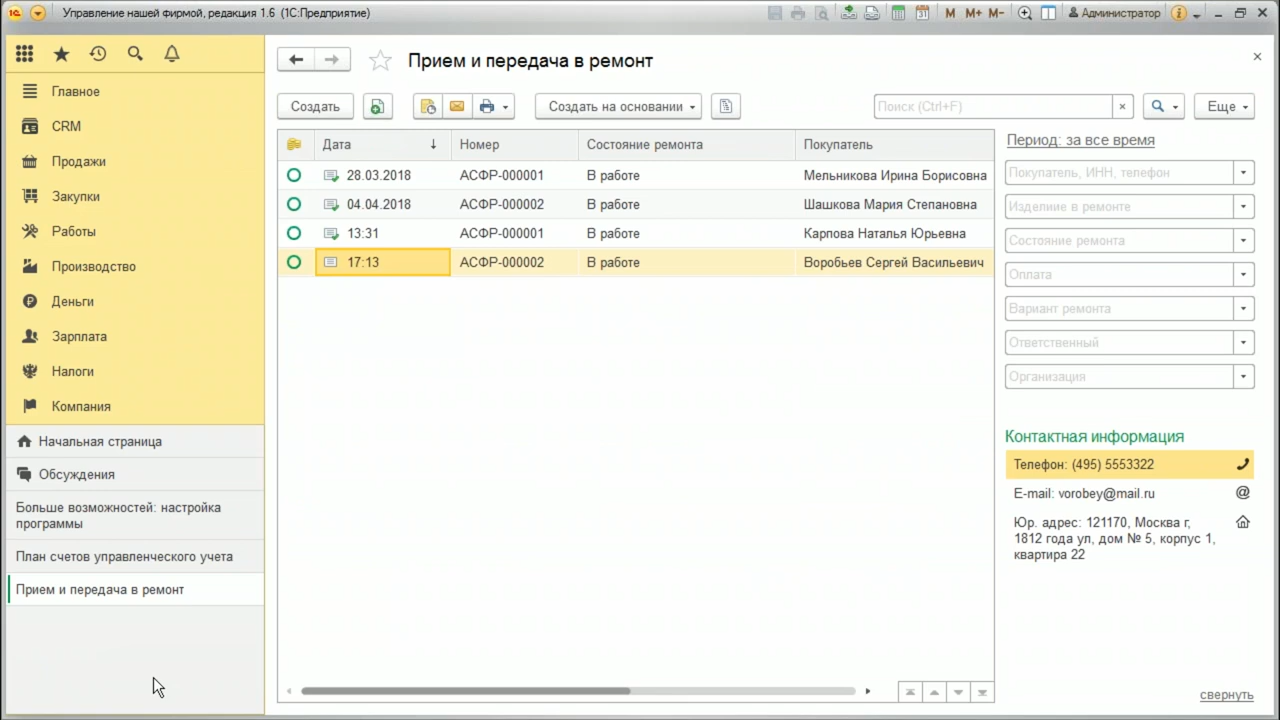 Управление нашей фирмой, редакция 1.6 (1С:Предприятие)
M M+ M-
Администратор
Главное
CRM
Продажи
Закупки
Работы
Производство
Деньги
Зарплата
Налоги
Компания
Начальная страница
Обсуждения
Больше возможностей: настройка
программы
План счетов управленческого учета
Прием и передача в ремонт
Прием и передача в ремонт
Создать
Создать на основании
Поиск (Ctrl+F)
Еще
Дата Номер Состояние ремонта Покупатель
28.03.2018 АСФР-000001 В работе Мельникова Ирина Борисовна
04.04.2018 АСФР-000002 В работе Шашкова Мария Степановна
13:31 АСФР-000001 В работе Карпова Наталья Юрьевна
17:13 АСФР-000002 В работе Воробьев Сергей Васильевич
Период: за все время
Покупатель, ИНН, телефон
Изделиие в ремонте
Состояние ремонта
Оплата
Вариант ремонта
Ответственный
Организация
Контактная информация
Телефон: (495) 5553322
E-mail: vorobey@mail.ru
Юр. адрес: 121170, Москва г,
1812 года ул, дом № 5, корпус 1,
квартира 22
свернуть